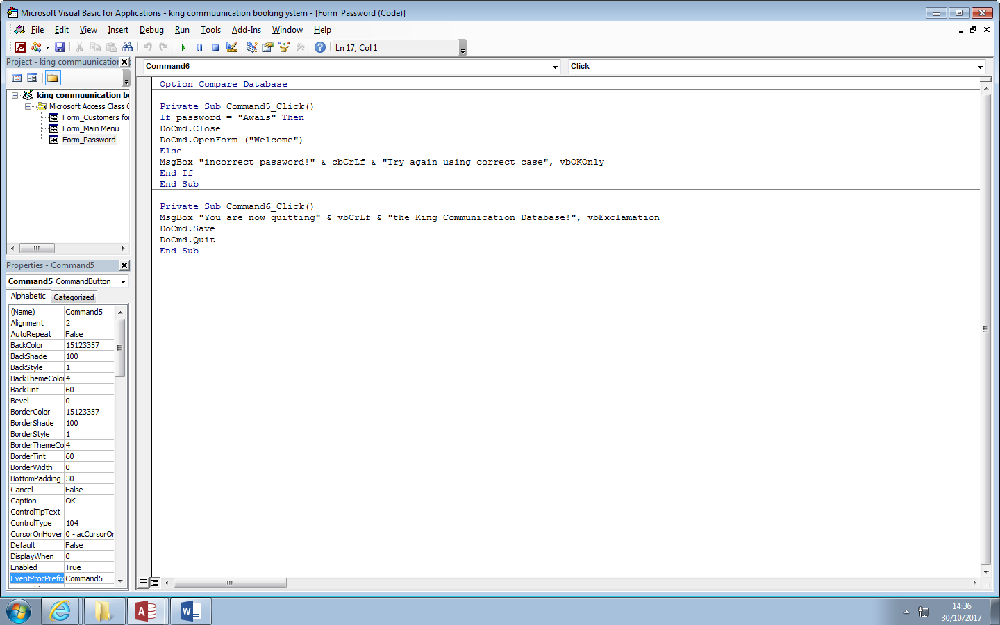 Microsoft Visual Basic for Applications - king commuunication booking ystem - [Form_Password (Code)]
File Edit View Insert Debug Run Tools Add-Ins Window Help
Ln 17, Col 1
Project - king commuunication
Command6 Click
king commuunication b
Microsoft Access Class
Form_Customers fo
Form_Main Menu
Form_Password
Option Compare Database
Private Sub Command5_Click()
If password = "Awais" Then
DoCmd.Close
DoCmd.OpenForm ("Welcome")
Else
MsgBox "incorrect password!" & cbCrLf & "Try again using correct case", vbOKOnly
End If
End Sub
Private Sub Command6_Click()
MsgBox "You are now quitting" & vbCrLf & "the King Communication Database!", vbExclamation
DoCmd.Save
DoCmd.Quit
End Sub
Properties - Command5
Command5 CommandButton
Alphabetic Categorized
(Name) Command5
Alignment 2
AutoRepeat False
BackColor 15123357
BackShade 100
BackStyle 1
BackThemeColo 4
BackTint 60
Bevel 0
BorderColor 15123357
BorderShade 100
BorderStyle 1
BorderThemeCo 4
BorderTint 60
BorderWidth 0
BottomPadding 30
Cancel False
Caption OK
ControlTipText
ControlType 104
CursorOnHover 0 - acCursorOn
Default False
DisplayWhen 0
Enabled True
EventProcPrefix Command5
14:36
30/10/2017